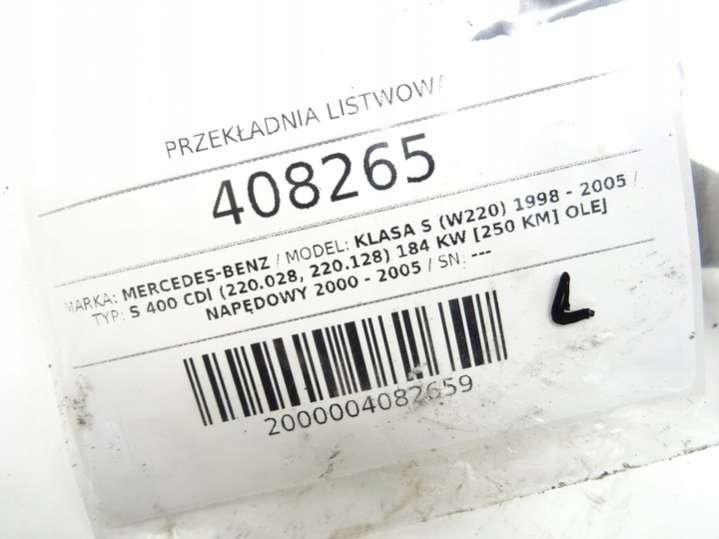 PRZEKŁADNIA LISTWOWA
408265
MARKA: MERCEDES-BENZ / MODEL: KLASA S (W220) 1998 - 2005 /
TYP: S 400 CDI (220.028, 220.128) 184 KW [250 KM] OLEJ
NAPĘDOWY 2000 - 2005 / SN: ---
L
2000004082659